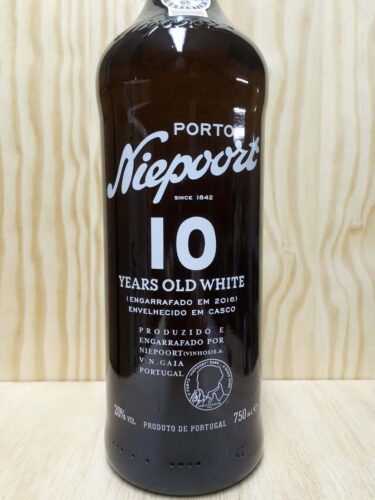 PORTO
Niepoort
SINCE 1842
10
YEARS OLD WHITE
(ENGARRAFADO EM 2016)
ENVELHECIDO EM CASCO
PRODUZIDO E
ENGARRAFADO POR
NIEPOORT (VINHOS) S.A.
V.N. GAIA
PORTUGAL
20% VOL
PRODUTO DE PORTUGAL
750 ml